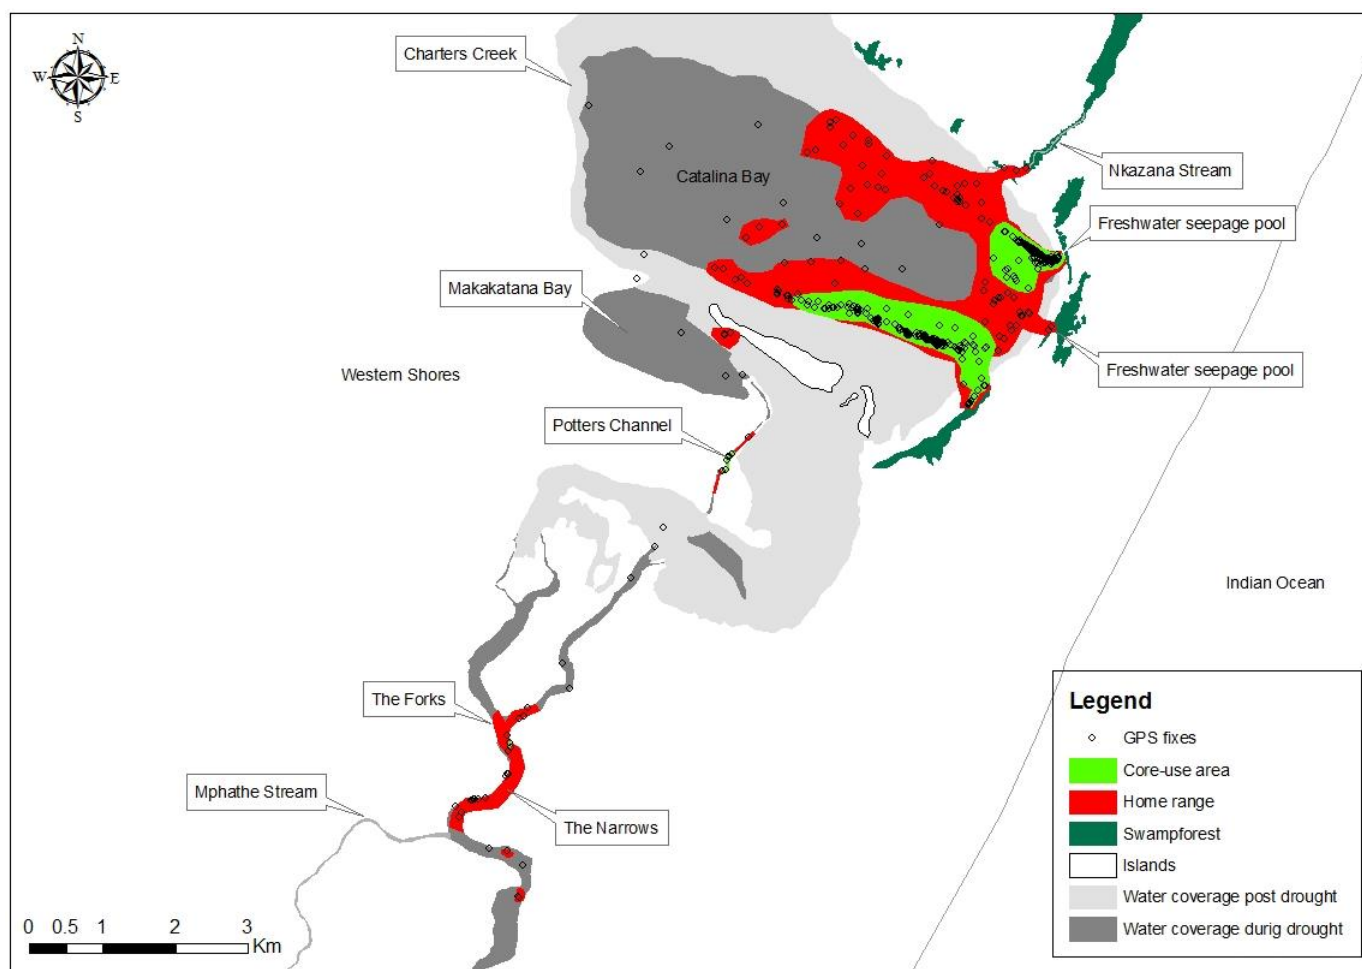 N
W E
S
Charters Creek
Catalina Bay
Nkazana Stream
Freshwater seepage pool
Makakatana Bay
Western Shores
Freshwater seepage pool
Potters Channel
Indian Ocean
The Forks
Mphathe Stream
The Narrows
Legend
GPS fixes
Core-use area
Home range
Swampforest
Islands
Water coverage post drought
Water coverage durig drought
0 0.5 1 2 3
Km